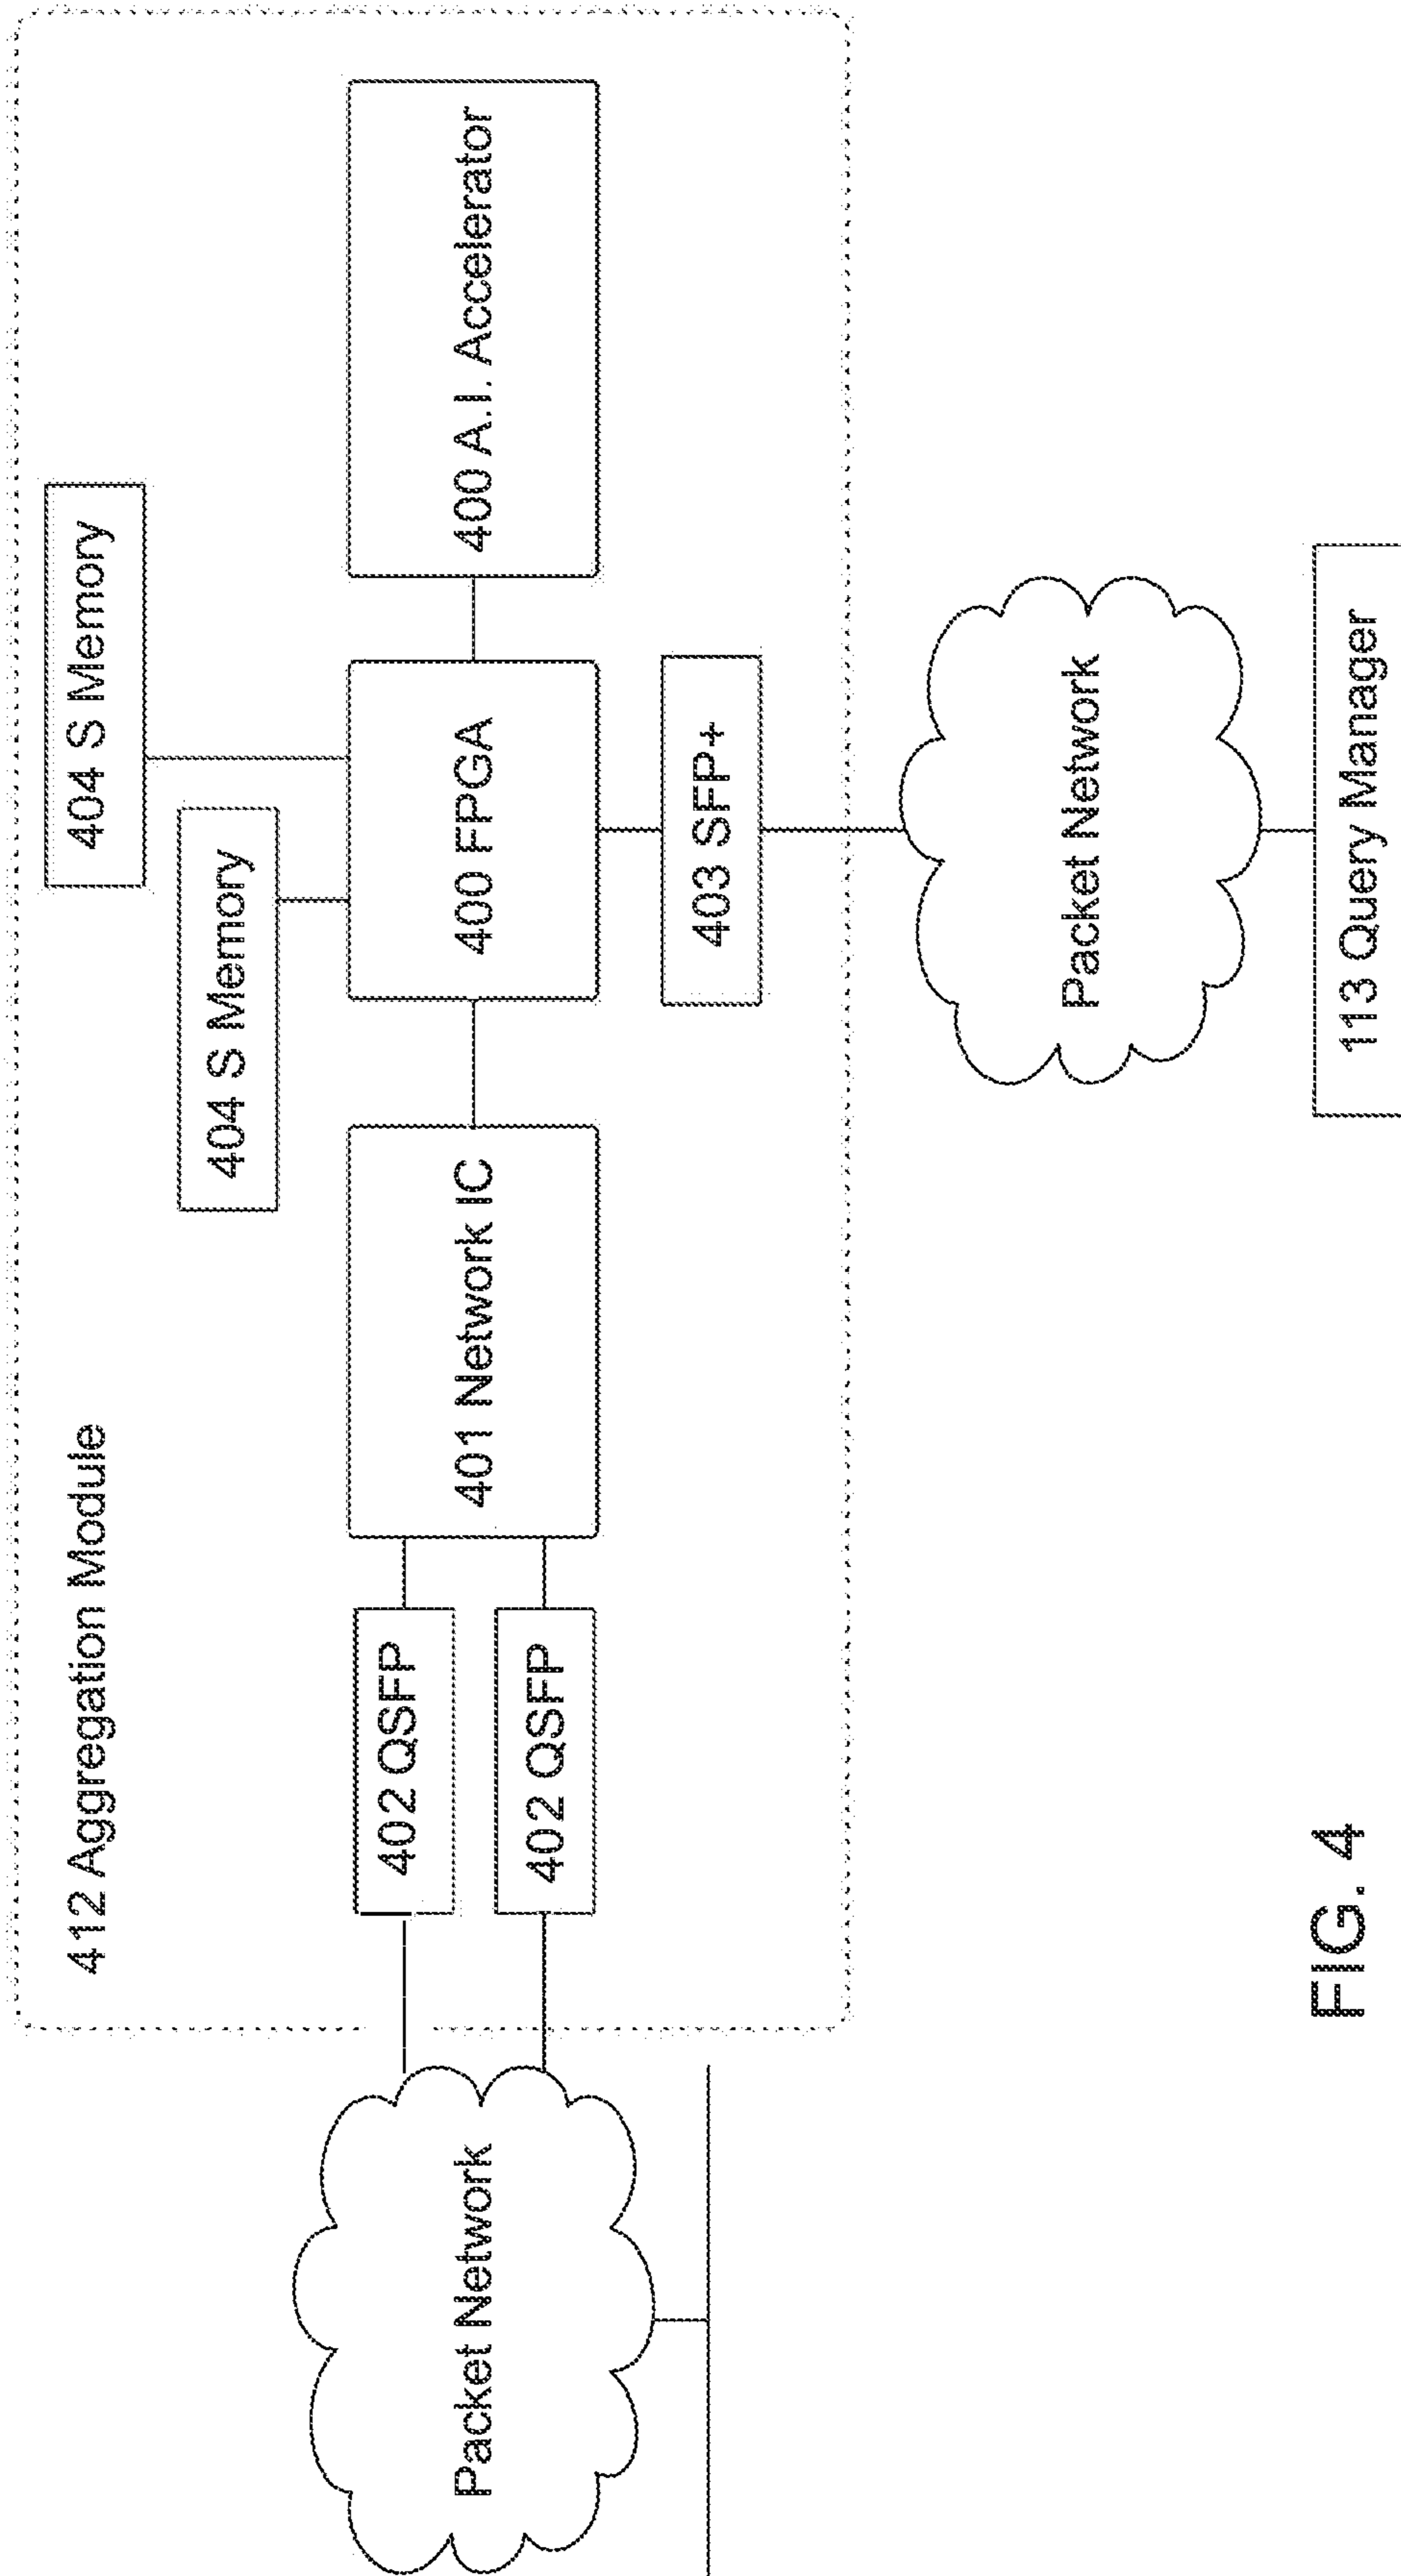 412 Aggregation Module
404 S Memory
404 S Memory
Packet Network
402 QSFP
402 QSFP
401 Network IC
400 FPGA
400 A.I. Accelerator
403 SFP+
Packet Network
113 Query Manager
FIG. 4